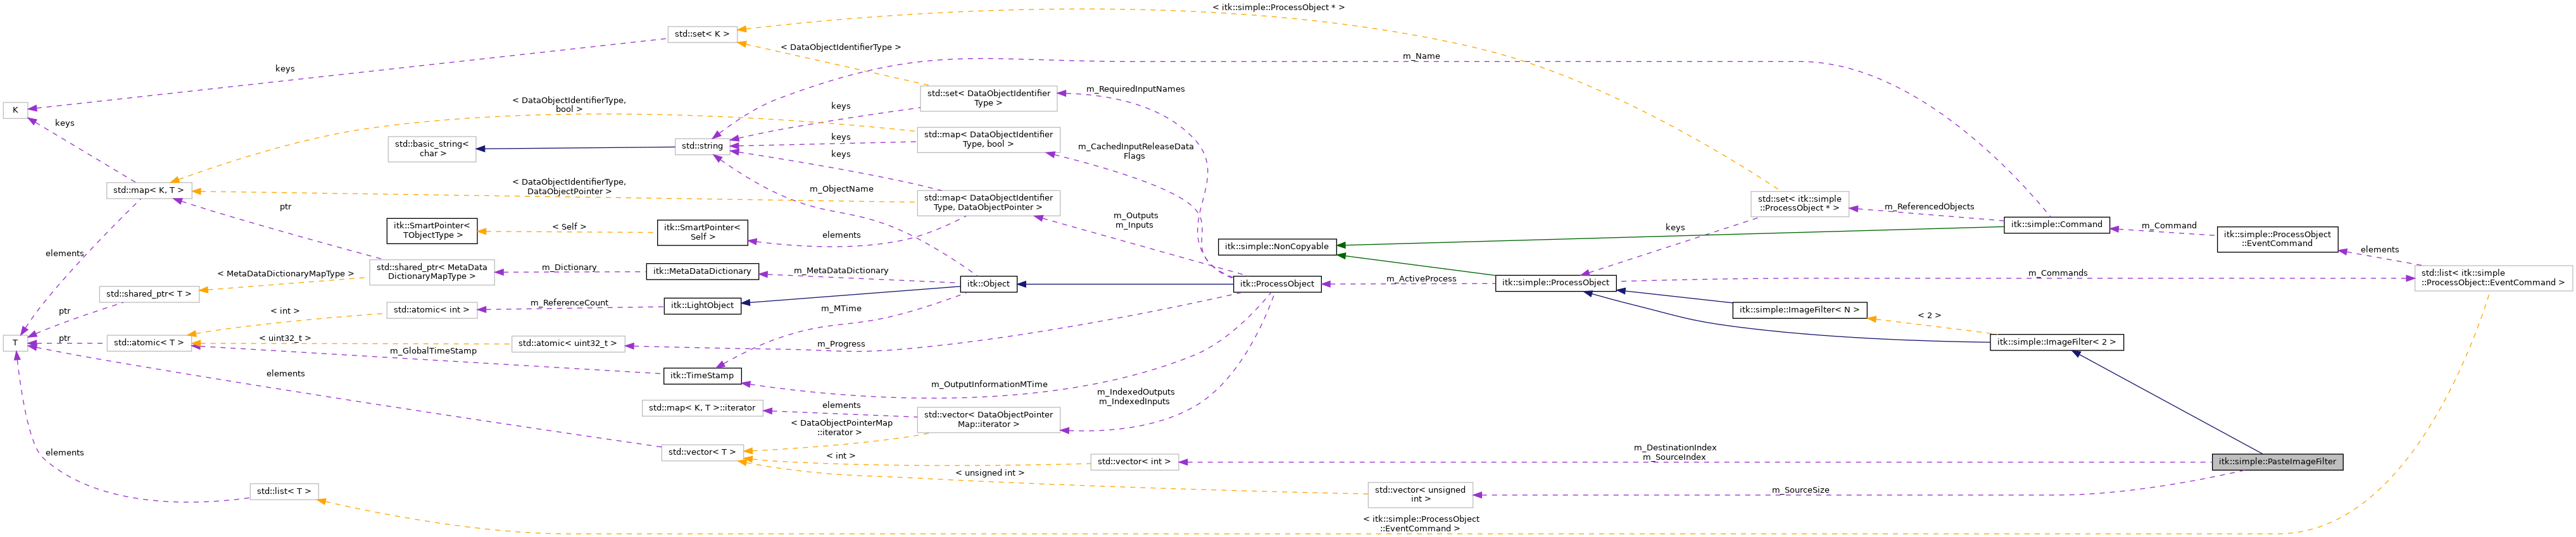 < itk::simple::ProcessObject * >
std::set< K >
< DataObjectIdentifierType >
m_Name
keys
std::set< DataObjectIdentifier
Type >
m_RequiredInputNames
K
< DataObjectIdentifierType,
bool >
keys
keys
std::map< DataObjectIdentifier
Type, bool >
keys
std::basic_string<
char >
std::string
keys
m_CachedInputReleaseData
Flags
std::map< K, T >
< DataObjectIdentifierType,
DataObjectPointer >
m_ObjectName
std::map< DataObjectIdentifier
Type, DataObjectPointer >
std::set< itk::simple
::ProcessObject * >
m_ReferencedObjects
ptr
m_Outputs
m_Inputs
itk::SmartPointer<
TObjectType >
< Self >
itk::SmartPointer<
Self >
elements
keys
itk::simple::Command
m_Command
itk::simple::ProcessObject
::EventCommand
elements
itk::simple::NonCopyable
elements
std::shared_ptr< MetaData
DictionaryMapType >
m_Dictionary
itk::MetaDataDictionary
m_MetaDataDictionary
< MetaDataDictionaryMapType >
itk::Object
itk::ProcessObject
m_ActiveProcess
itk::simple::ProcessObject
m_Commands
std::list< itk::simple
::ProcessObject::EventCommand >
std::shared_ptr< T >
m_ReferenceCount
itk::LightObject
m_MTime
ptr
< int >
std::atomic< int >
itk::simple::ImageFilter< N >
< 2 >
T
ptr
std::atomic< T >
< uint32_t >
std::atomic< uint32_t >
m_Progress
itk::simple::ImageFilter< 2 >
m_GlobalTimeStamp
elements
itk::TimeStamp
m_OutputInformationMTime
m_IndexedOutputs
m_IndexedInputs
std::map< K, T >::iterator
elements
std::vector< DataObjectPointer
Map::iterator >
< DataObjectPointerMap
::iterator >
elements
std::vector< T >
< int >
std::vector< int >
m_DestinationIndex
m_SourceIndex
itk::simple::PasteImageFilter
< unsigned int >
std::list< T >
std::vector< unsigned
int >
m_SourceSize
< itk::simple::ProcessObject
::EventCommand >